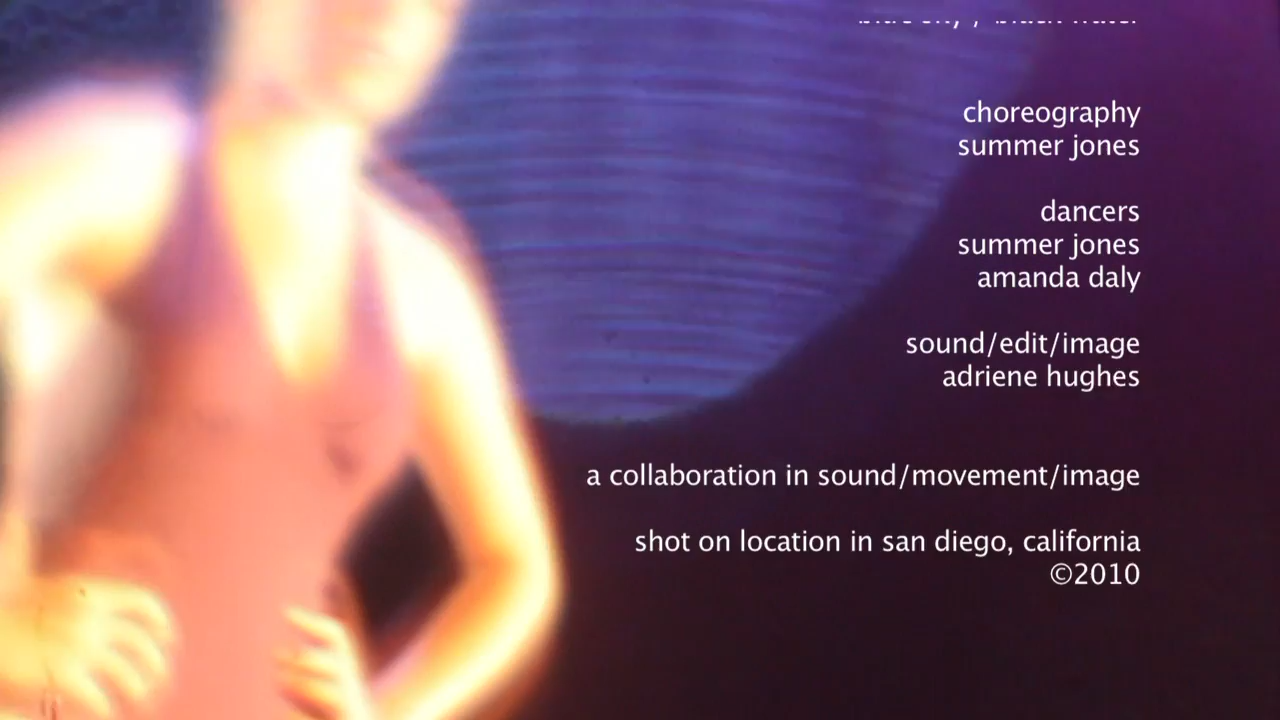 choreography
summer jones
dancers
summer jones
amanda daly
sound/edit/image
adriene hughes
a collaboration in sound/movement/image
shot on location in san diego, california
©2010